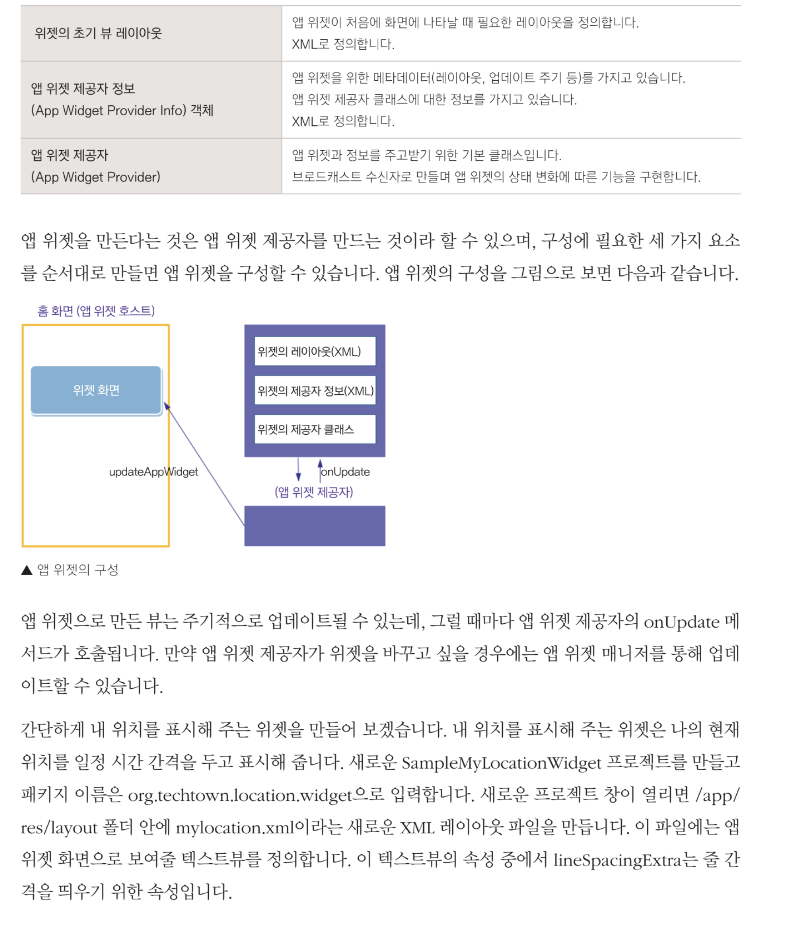 위젯의 초기 뷰 레이아웃
앱 위젯이 처음에 화면에 나타날 때 필요한 레이아웃을 정의합니다.
XML로 정의합니다.
앱 위젯 제공자 정보
(App Widget Provider Info) 객체
앱 위젯을 위한 메타데이터(레이아웃, 업데이트 주기 등)를 가지고 있습니다.
앱 위젯 제공자 클래스에 대한 정보를 가지고 있습니다.
XML로 정의합니다.
앱 위젯 제공자
(App Widget Provider)
앱 위젯과 정보를 주고받기 위한 기본 클래스입니다.
브로드캐스트 수신자로 만들며 앱 위젯의 상태 변화에 따른 기능을 구현합니다.
앱 위젯을 만든다는 것은 앱 위젯 제공자를 만드는 것이라 할 수 있으며, 구성에 필요한 세 가지 요소
를 순서대로 만들면 앱 위젯을 구성할 수 있습니다. 앱 위젯의 구성을 그림으로 보면 다음과 같습니다.
홈 화면 (앱 위젯 호스트)
위젯 화면
위젯의 레이아웃(XML)
위젯의 제공자 정보(XML)
위젯의 제공자 클래스
updateAppWidget
onUpdate
(앱 위젯 제공자)
▲ 앱 위젯의 구성
앱 위젯으로 만든 뷰는 주기적으로 업데이트될 수 있는데, 그럴 때마다 앱 위젯 제공자의 onUpdate 메
서드가 호출됩니다. 만약 앱 위젯 제공자가 위젯을 바꾸고 싶을 경우에는 앱 위젯 매니저를 통해 업데
이트할 수 있습니다.
간단하게 내 위치를 표시해 주는 위젯을 만들어 보겠습니다. 내 위치를 표시해 주는 위젯은 나의 현재
위치를 일정 시간 간격을 두고 표시해 줍니다. 새로운 SampleMyLocationWidget 프로젝트를 만들고
패키지 이름은 org.techtown.location.widget으로 입력합니다. 새로운 프로젝트 창이 열리면 /app/
res/layout 폴더 안에 mylocation.xml이라는 새로운 XML 레이아웃 파일을 만듭니다. 이 파일에는 앱
위젯 화면으로 보여줄 텍스트뷰를 정의합니다. 이 텍스트뷰의 속성 중에서 lineSpacingExtra는 줄 간
격을 띄우기 위한 속성입니다.